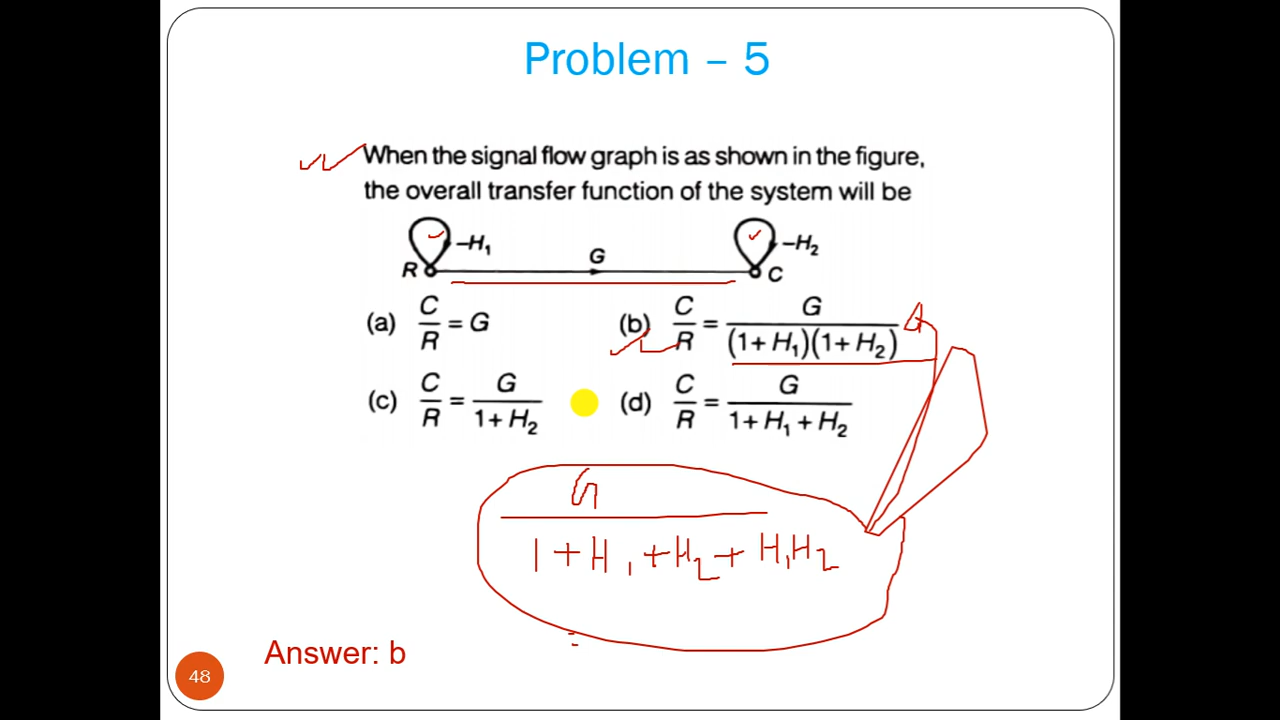 Problem – 5
When the signal flow graph is as shown in the figure,
the overall transfer function of the system will be
–H₁ –H₂
G
R C
(a) C/R = G (b) C/R = G/((1+ H₁)(1+ H₂))
(c) C/R = G/(1+ H₂) (d) C/R = G/(1+ H₁ + H₂)
G
1 + H₁ + H₂ + H₁H₂
Answer: b
48